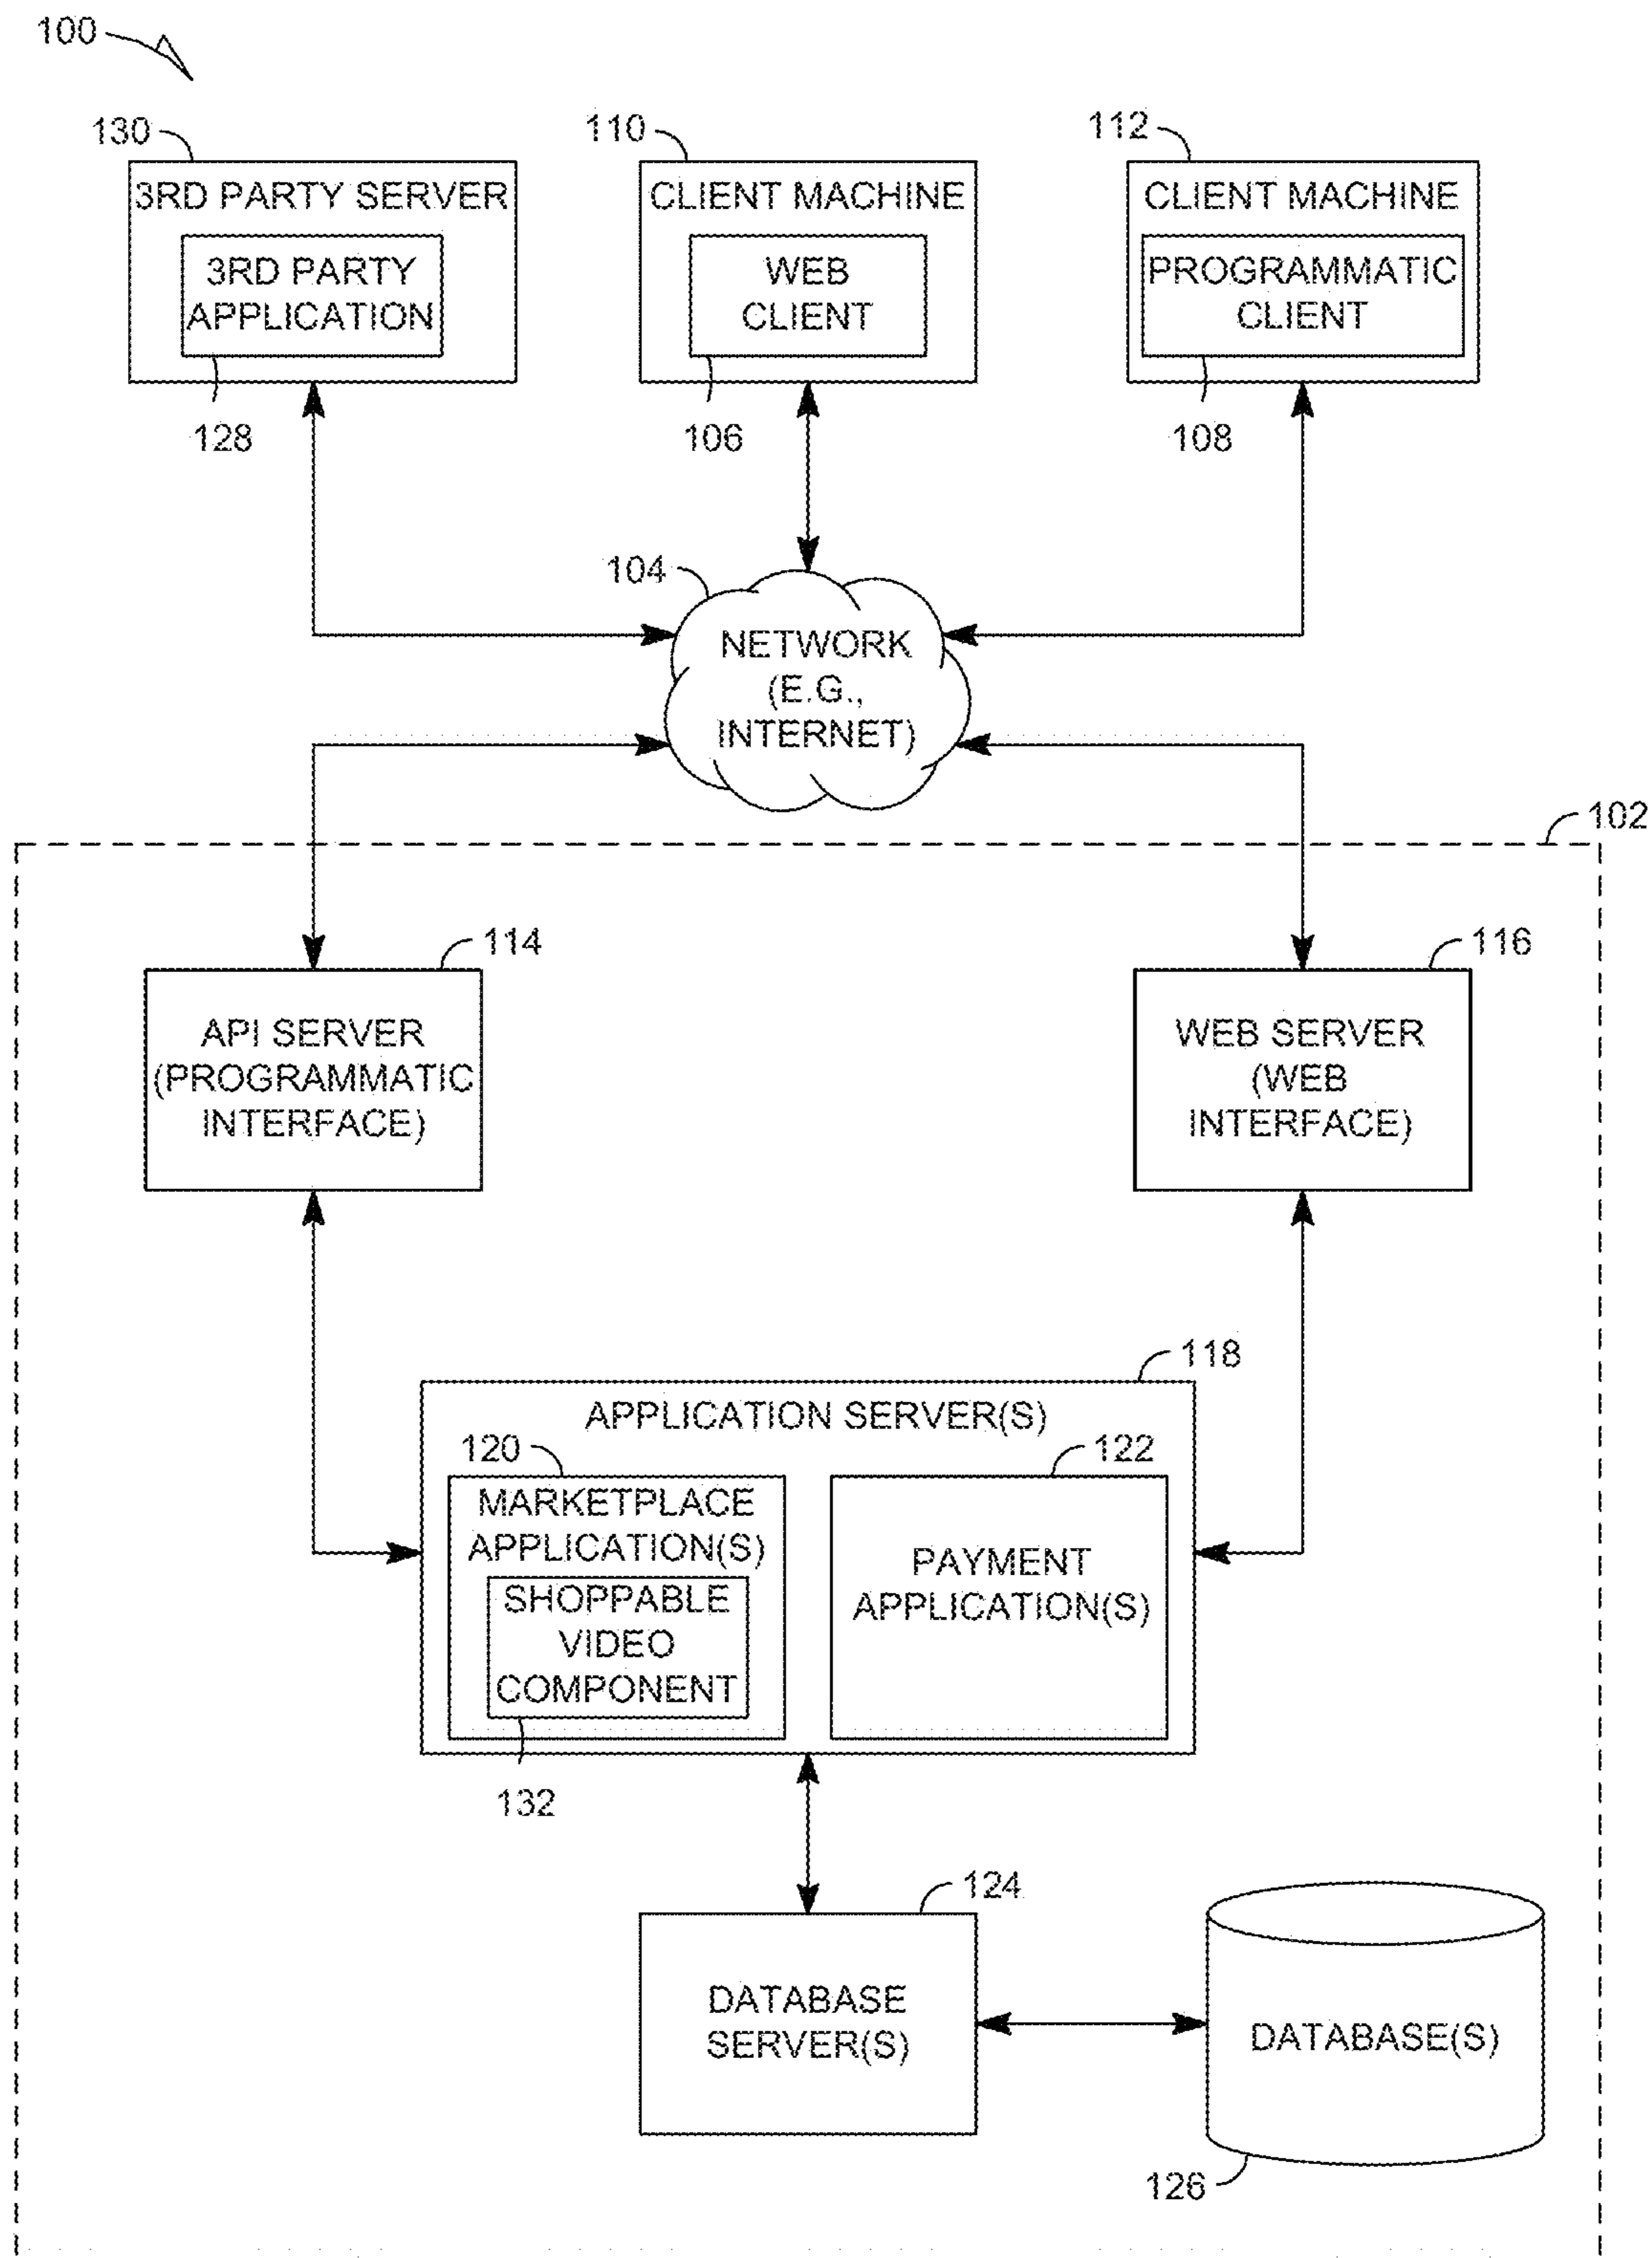 100
130
110
112
3RD PARTY SERVER
CLIENT MACHINE
CLIENT MACHINE
3RD PARTY
APPLICATION
WEB
CLIENT
PROGRAMMATIC
CLIENT
128
106
108
104
NETWORK
(E.G.,
INTERNET)
102
114
116
API SERVER
(PROGRAMMATIC
INTERFACE)
WEB SERVER
(WEB
INTERFACE)
118
APPLICATION SERVER(S)
120
122
MARKETPLACE
APPLICATION(S)
SHOPPABLE
VIDEO
COMPONENT
PAYMENT
APPLICATION(S)
132
124
DATABASE
SERVER(S)
DATABASE(S)
126